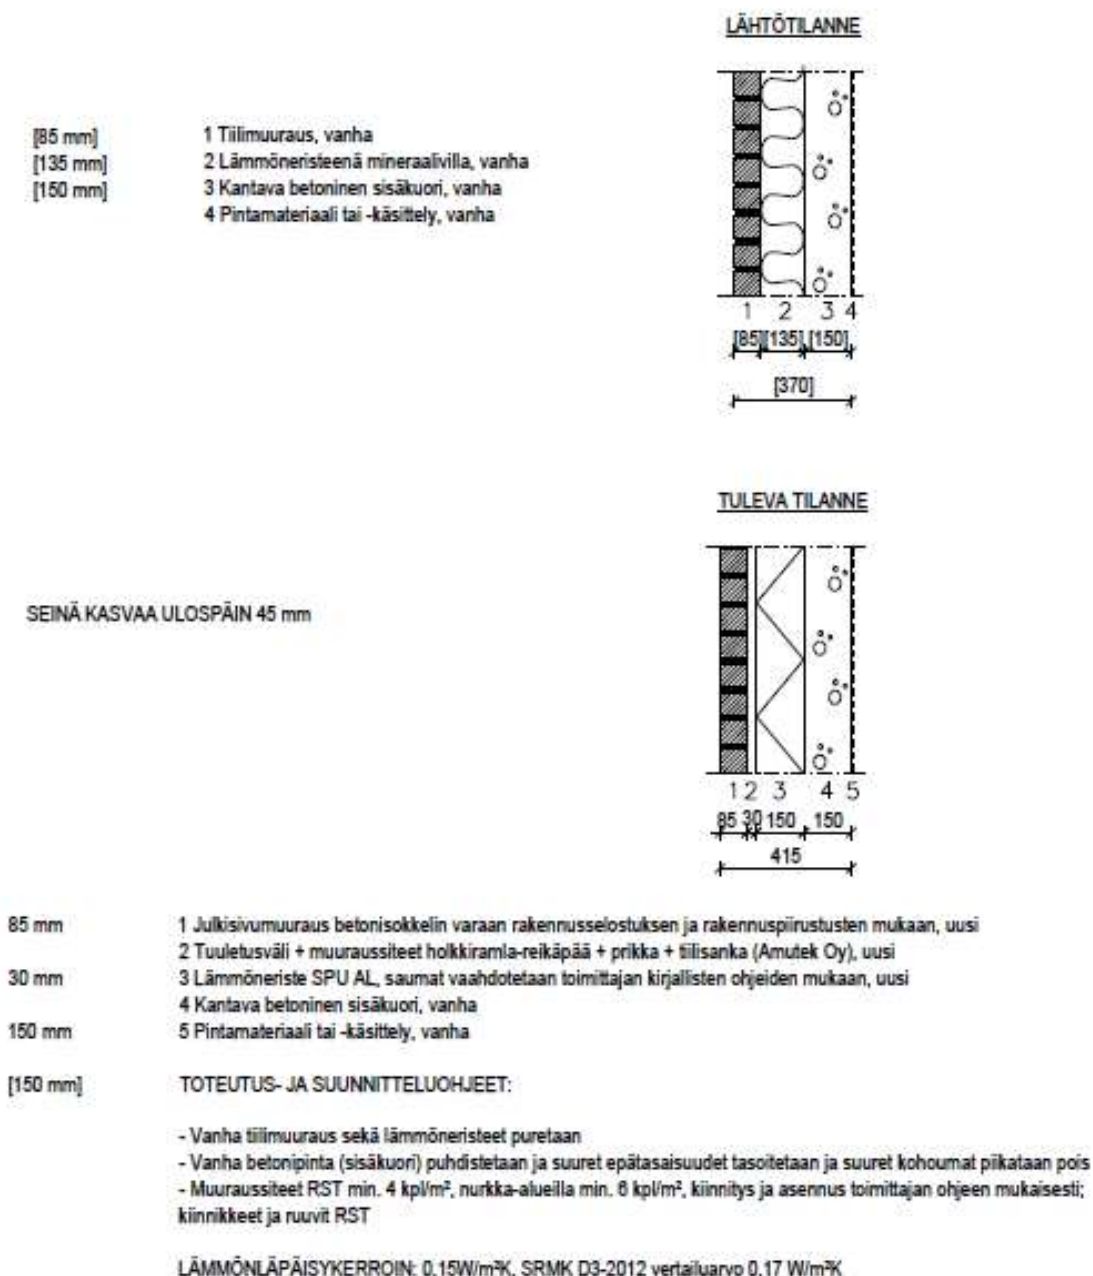 LÄHTÖTILANNE
[85 mm] 1 Tiilimuuraus, vanha
[135 mm] 2 Lämmöneristeenä mineraalivilla, vanha
[150 mm] 3 Kantava betoninen sisäkuori, vanha
4 Pintamateriaali tai -käsittely, vanha
1 2 3 4
[85] [135] [150]
[370]
TULEVA TILANNE
SEINÄ KASVAA ULOSPÄIN 45 mm
1 2 3 4 5
85 30 150 150
415
85 mm 1 Julkisivumuuraus betonisokkelin varaan rakennusselostuksen ja rakennuspiirustusten mukaan, uusi
2 Tuuletusväli + muuraussiteet holkkiramla-reikäpää + prikka + tiilisanka (Amutek Oy), uusi
30 mm 3 Lämmöneriste SPU AL, saumat vaahdotetaan toimittajan kirjallisten ohjeiden mukaan, uusi
4 Kantava betoninen sisäkuori, vanha
150 mm 5 Pintamateriaali tai -käsittely, vanha
[150 mm] TOTEUTUS- JA SUUNNITTELUOHJEET:
- Vanha tiilimuuraus sekä lämmöneristeet puretaan
- Vanha betonipinta (sisäkuori) puhdistetaan ja suuret epätasaisuudet tasoitetaan ja suuret kohoumat piikataan pois
- Muuraussiteet RST min. 4 kpl/m², nurkka-alueilla min. 6 kpl/m², kiinnitys ja asennus toimittajan ohjeen mukaisesti;
kiinnikkeet ja ruuvit RST
LÄMMÖNLÄPÄISYKERROIN: 0,15W/m²K, SRMK D3-2012 vertailuarvo 0,17 W/m²K